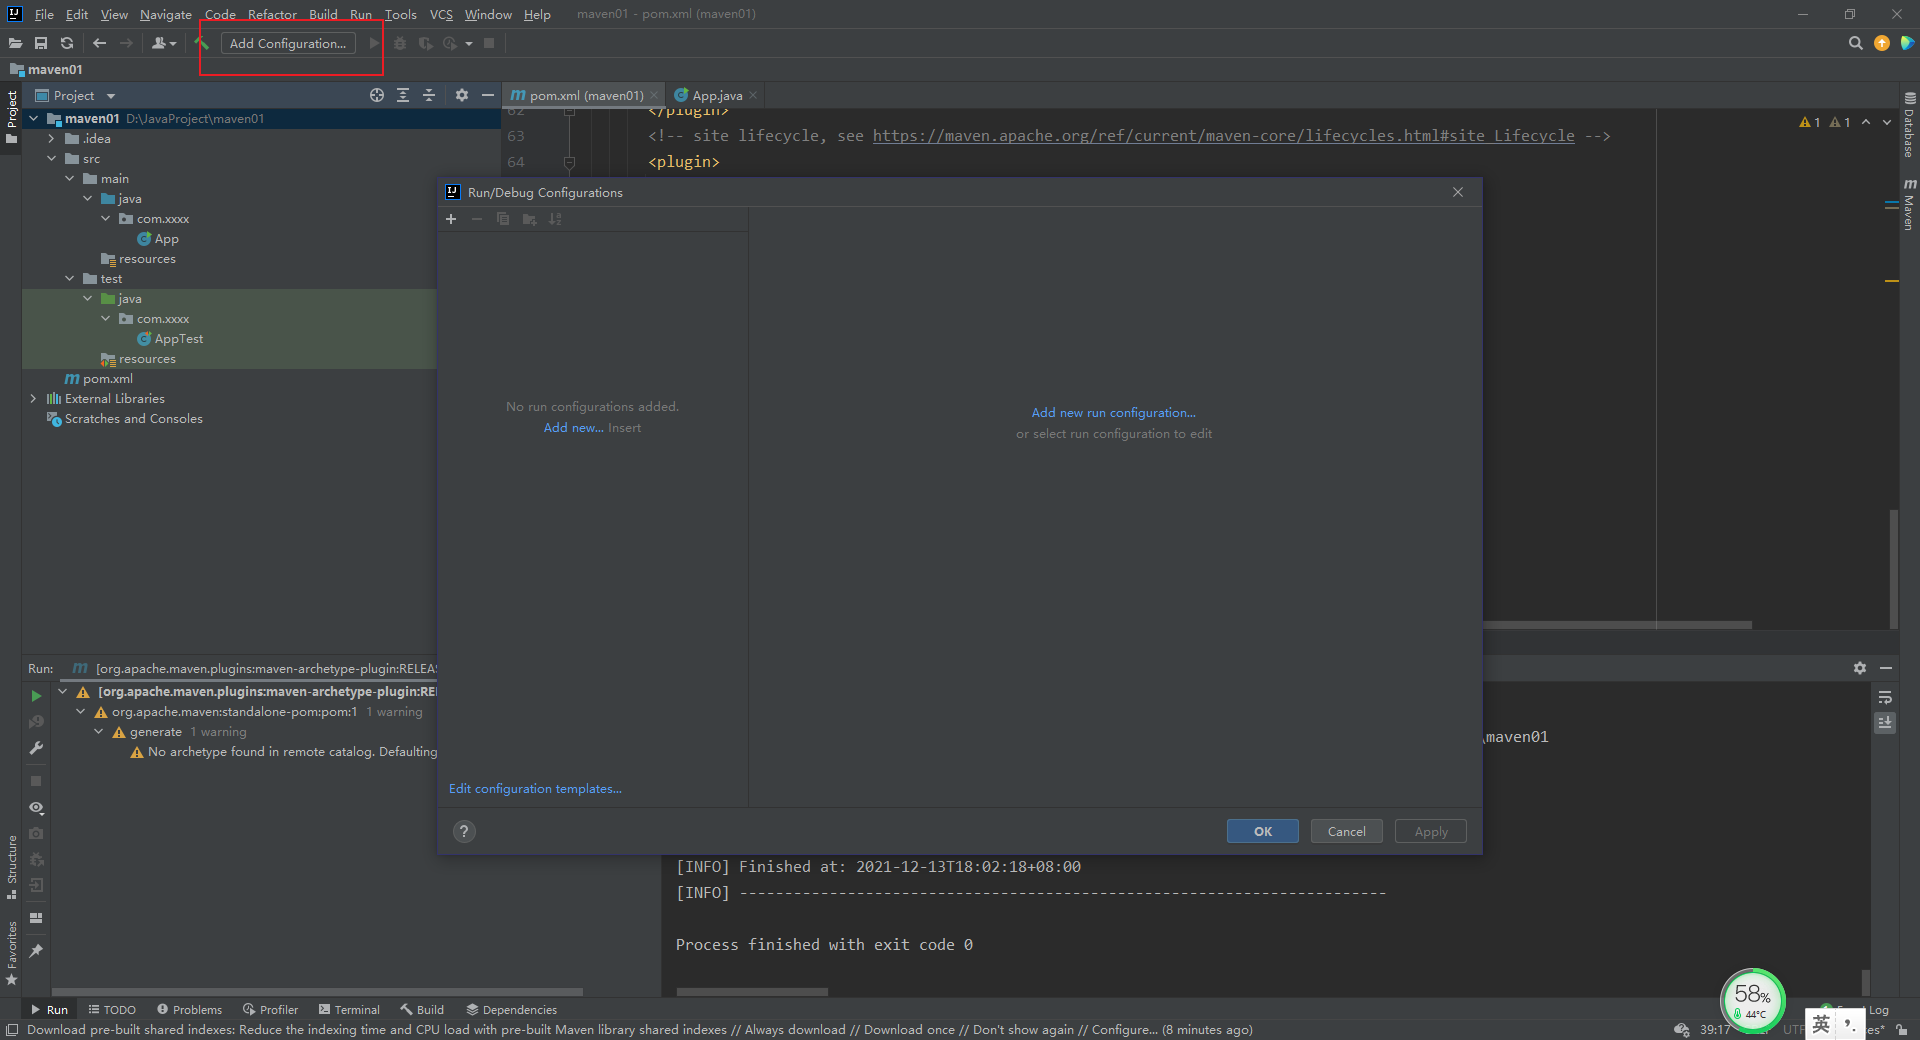 File Edit View Navigate Code Refactor Build Run Tools VCS Window Help maven01 - pom.xml (maven01)
Add Configuration...
maven01
Project
pom.xml (maven01)
App.java
maven01 D:\JavaProject\maven01
.idea
src
main
java
com.xxxx
App
resources
test
java
com.xxxx
AppTest
resources
pom.xml
External Libraries
Scratches and Consoles
62 </plugin>
63 <!-- site lifecycle, see https://maven.apache.org/ref/current/maven-core/lifecycles.html#site_Lifecycle -->
64 <plugin>
1 1
Project
Structure
Favorites
Database
Maven
Run/Debug Configurations
No run configurations added.
Add new... Insert
Add new run configuration...
or select run configuration to edit
Edit configuration templates...
?
OK Cancel Apply
Run: [org.apache.maven.plugins:maven-archetype-plugin:RELEAS
[org.apache.maven.plugins:maven-archetype-plugin:RE
org.apache.maven:standalone-pom:pom:1 1 warning
generate 1 warning
No archetype found in remote catalog. Defaulting
\maven01
[INFO] Finished at: 2021-12-13T18:02:18+08:00
[INFO] ------------------------------------------------------------------------
Process finished with exit code 0
58%
44°C
Run TODO Problems Profiler Terminal Build Dependencies Log
Download pre-built shared indexes: Reduce the indexing time and CPU load with pre-built Maven library shared indexes // Always download // Download once // Don't show again // Configure... (8 minutes ago)
39:17 UTF
英